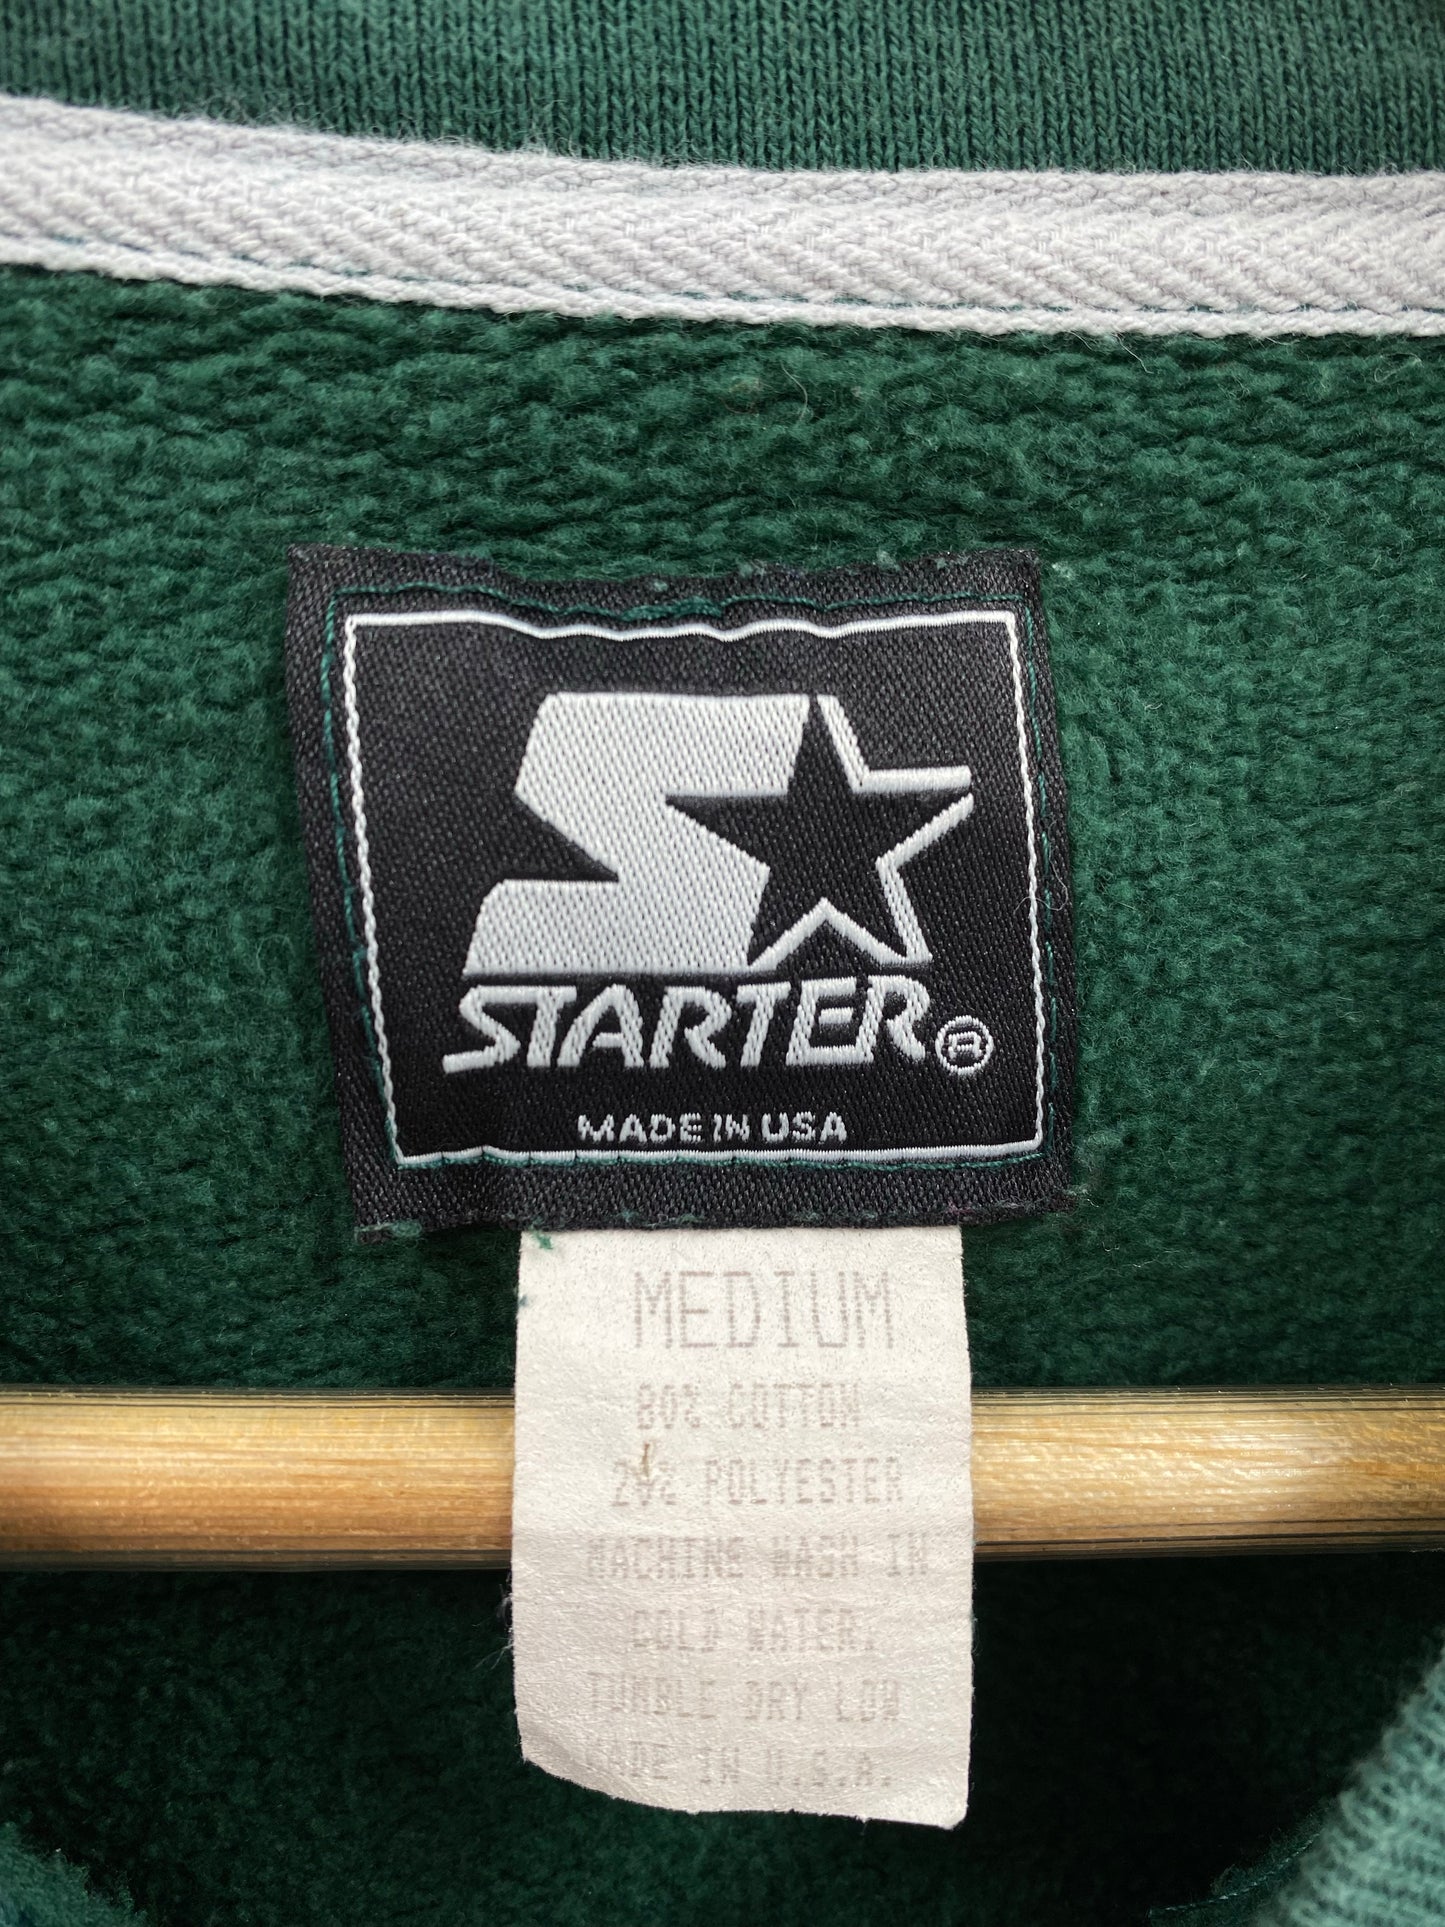 STARTER®
MADE IN USA
MEDIUM
80% COTTON
20% POLYESTER
MACHINE WASH IN
COLD WATER.
TUMBLE DRY LOW
MADE IN U.S.A.